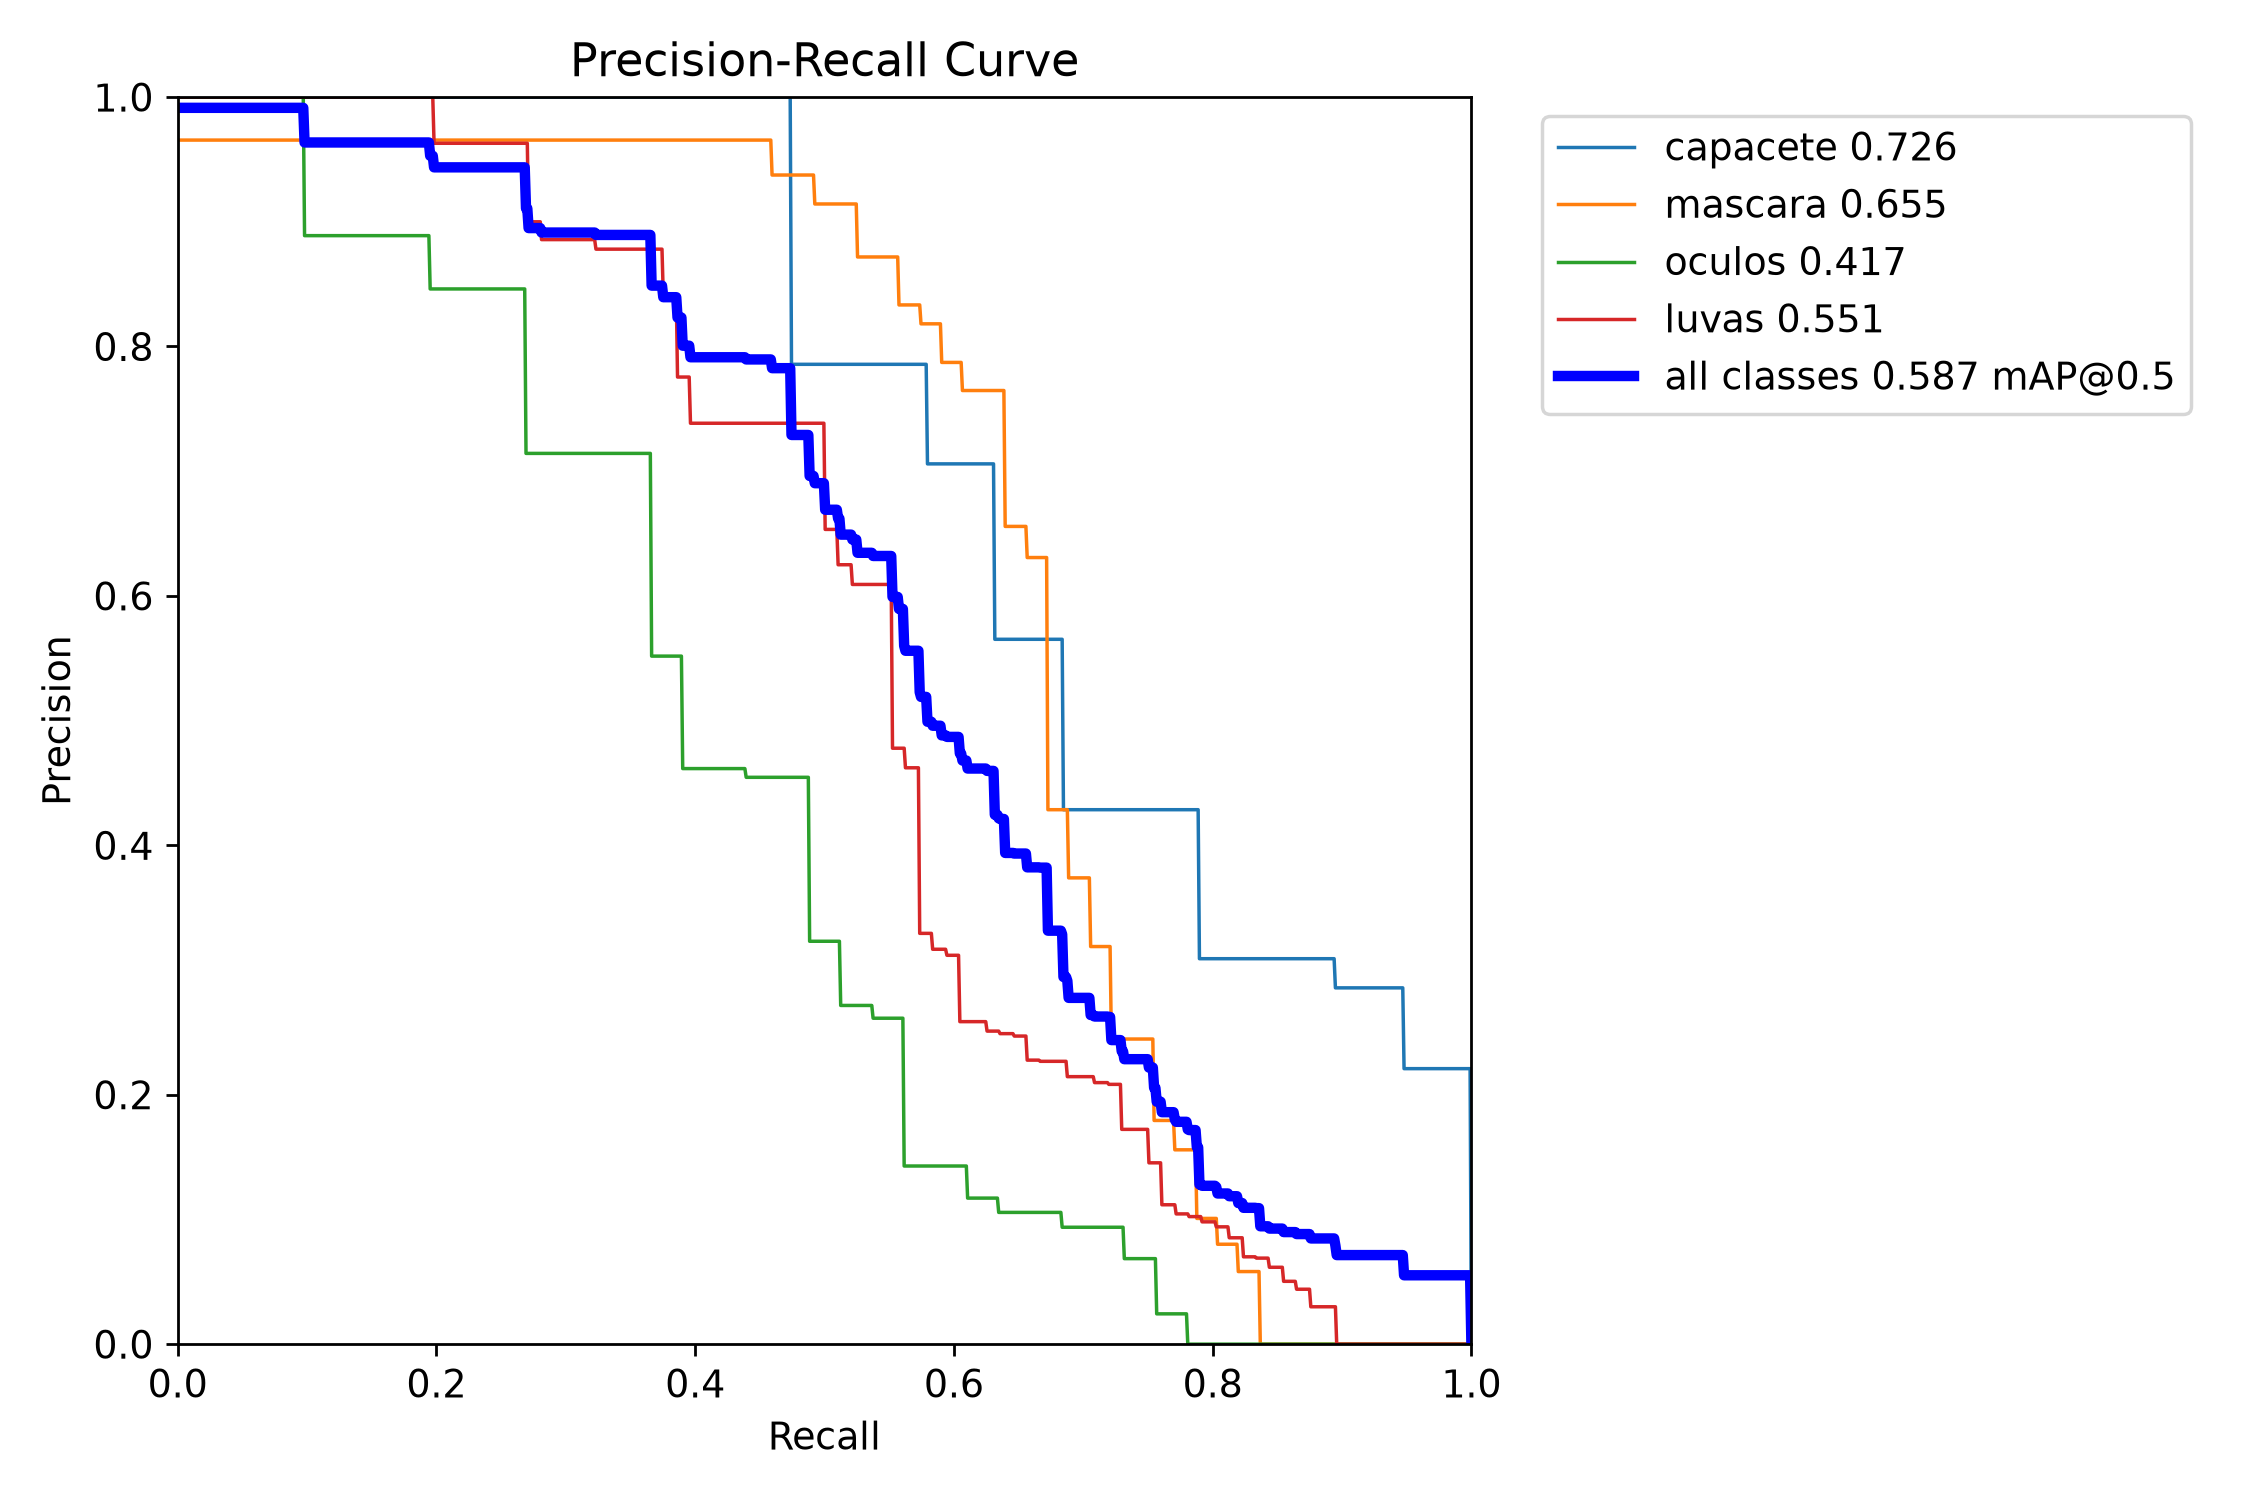 Precision-Recall Curve
1.0
0.8
0.6
0.4
0.2
0.0
Precision
0.0 0.2 0.4 0.6 0.8 1.0
Recall
capacete 0.726
mascara 0.655
oculos 0.417
luvas 0.551
all classes 0.587 mAP@0.5